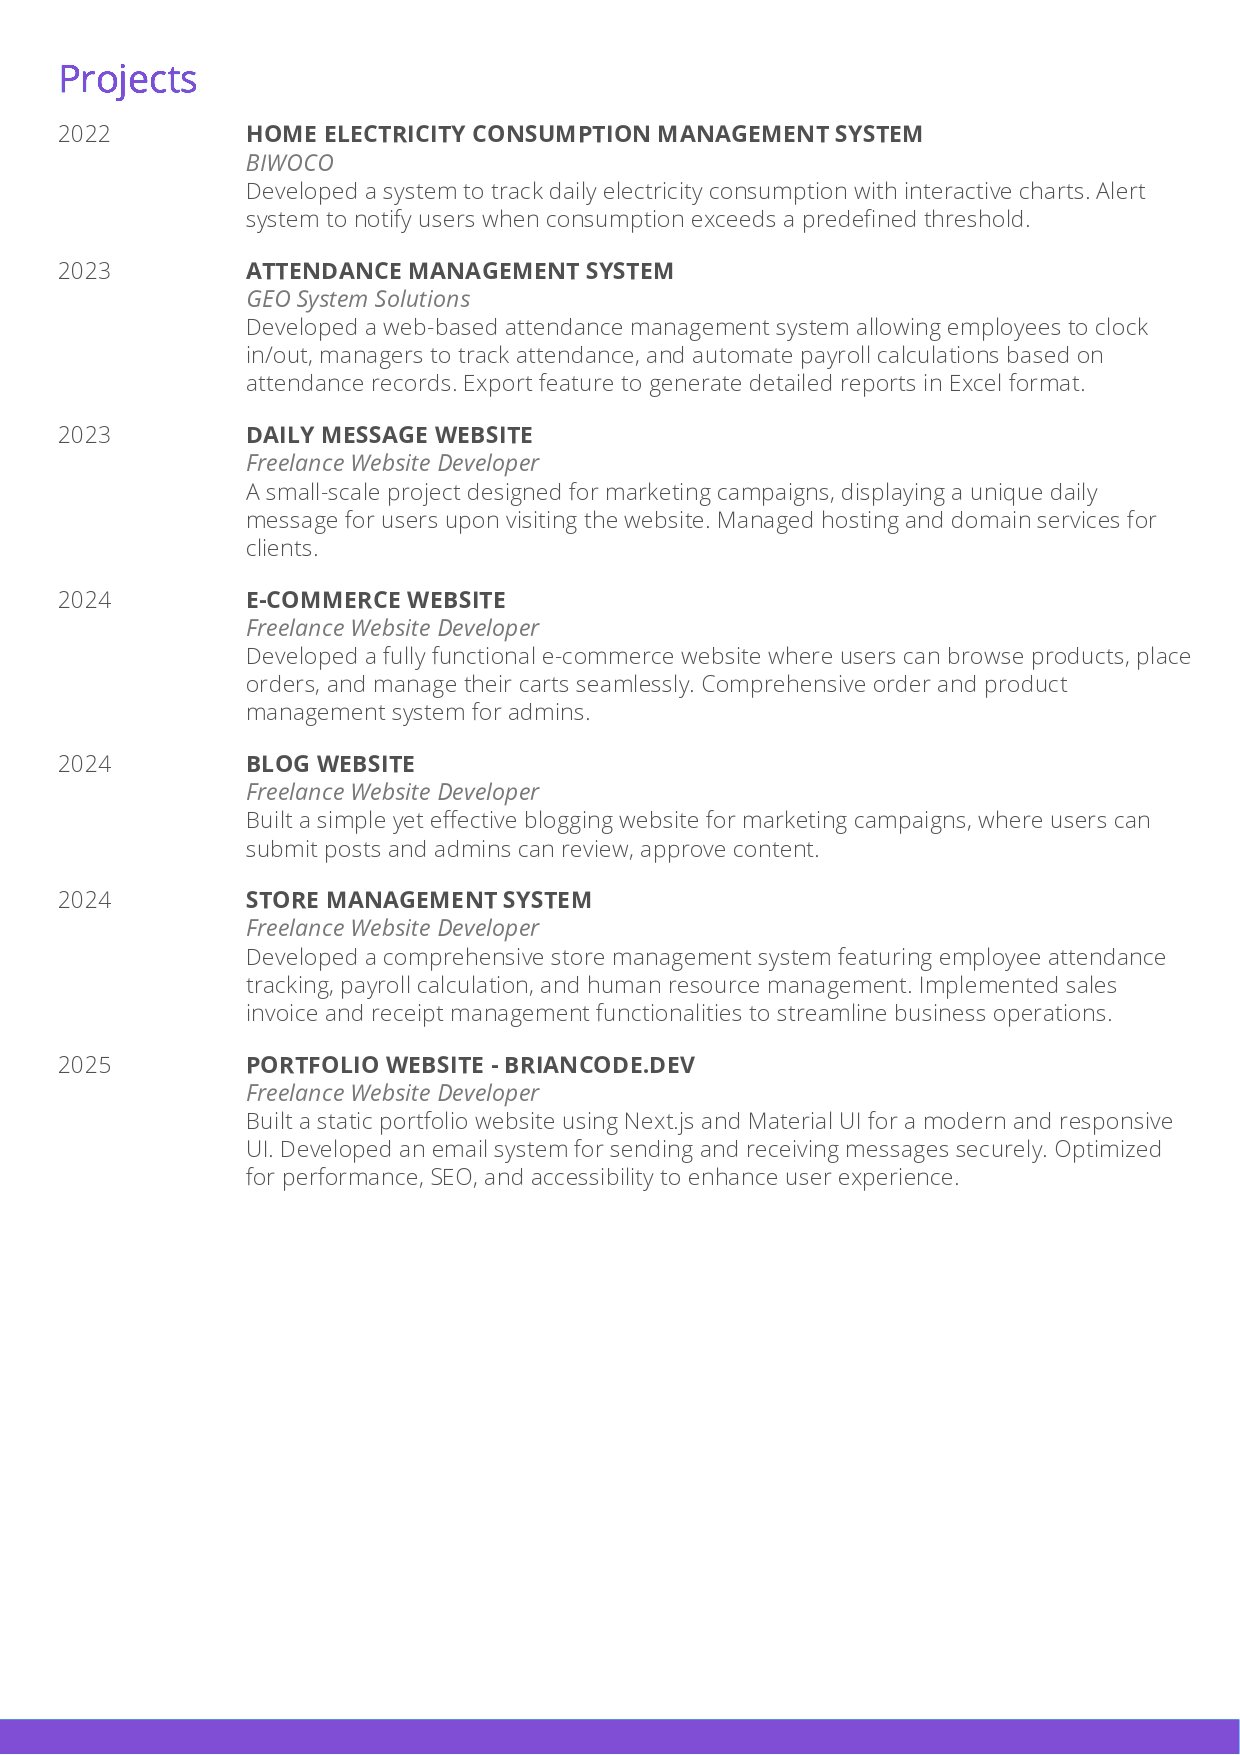 Projects
2022
HOME ELECTRICITY CONSUMPTION MANAGEMENT SYSTEM
BIWOCO
Developed a system to track daily electricity consumption with interactive charts. Alert
system to notify users when consumption exceeds a predefined threshold.
2023
ATTENDANCE MANAGEMENT SYSTEM
GEO System Solutions
Developed a web-based attendance management system allowing employees to clock
in/out, managers to track attendance, and automate payroll calculations based on
attendance records. Export feature to generate detailed reports in Excel format.
2023
DAILY MESSAGE WEBSITE
Freelance Website Developer
A small-scale project designed for marketing campaigns, displaying a unique daily
message for users upon visiting the website. Managed hosting and domain services for
clients.
2024
E-COMMERCE WEBSITE
Freelance Website Developer
Developed a fully functional e-commerce website where users can browse products, place
orders, and manage their carts seamlessly. Comprehensive order and product
management system for admins.
2024
BLOG WEBSITE
Freelance Website Developer
Built a simple yet effective blogging website for marketing campaigns, where users can
submit posts and admins can review, approve content.
2024
STORE MANAGEMENT SYSTEM
Freelance Website Developer
Developed a comprehensive store management system featuring employee attendance
tracking, payroll calculation, and human resource management. Implemented sales
invoice and receipt management functionalities to streamline business operations.
2025
PORTFOLIO WEBSITE - BRIANCODE.DEV
Freelance Website Developer
Built a static portfolio website using Next.js and Material UI for a modern and responsive
UI. Developed an email system for sending and receiving messages securely. Optimized
for performance, SEO, and accessibility to enhance user experience.